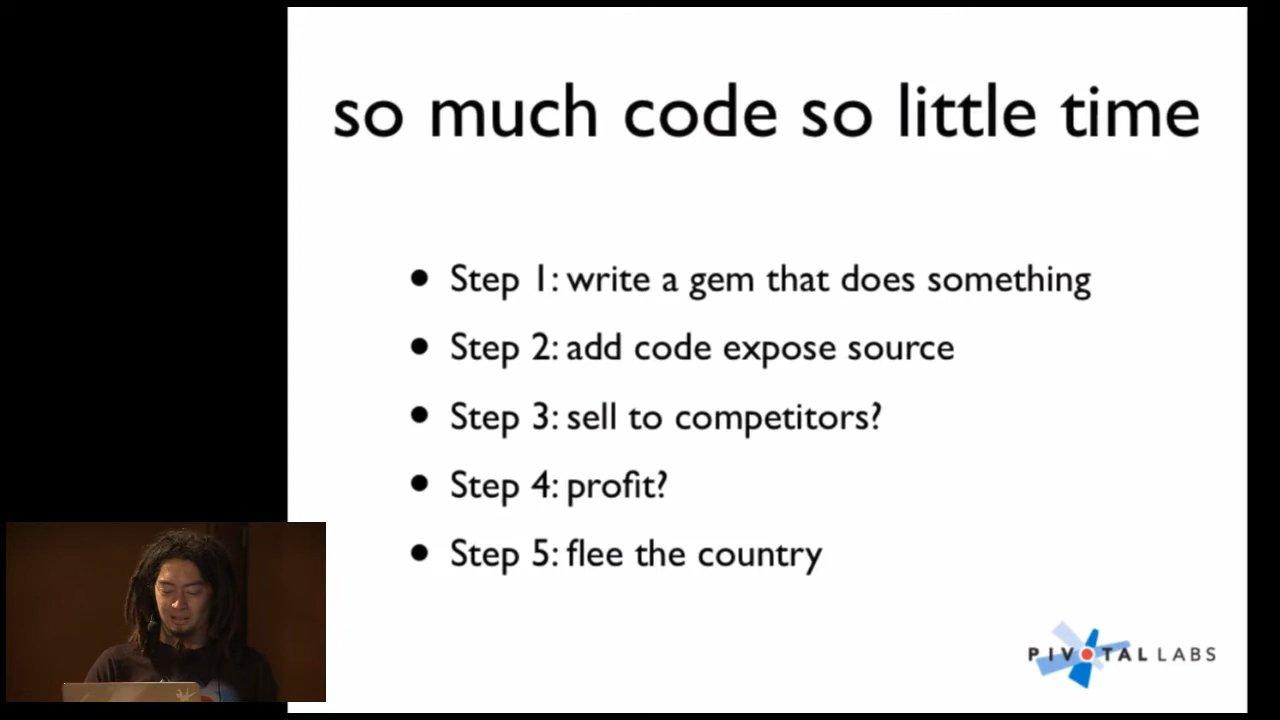 so much code so little time
• Step 1: write a gem that does something
• Step 2: add code expose source
• Step 3: sell to competitors?
• Step 4: profit?
• Step 5: flee the country
PIVOTAL LABS